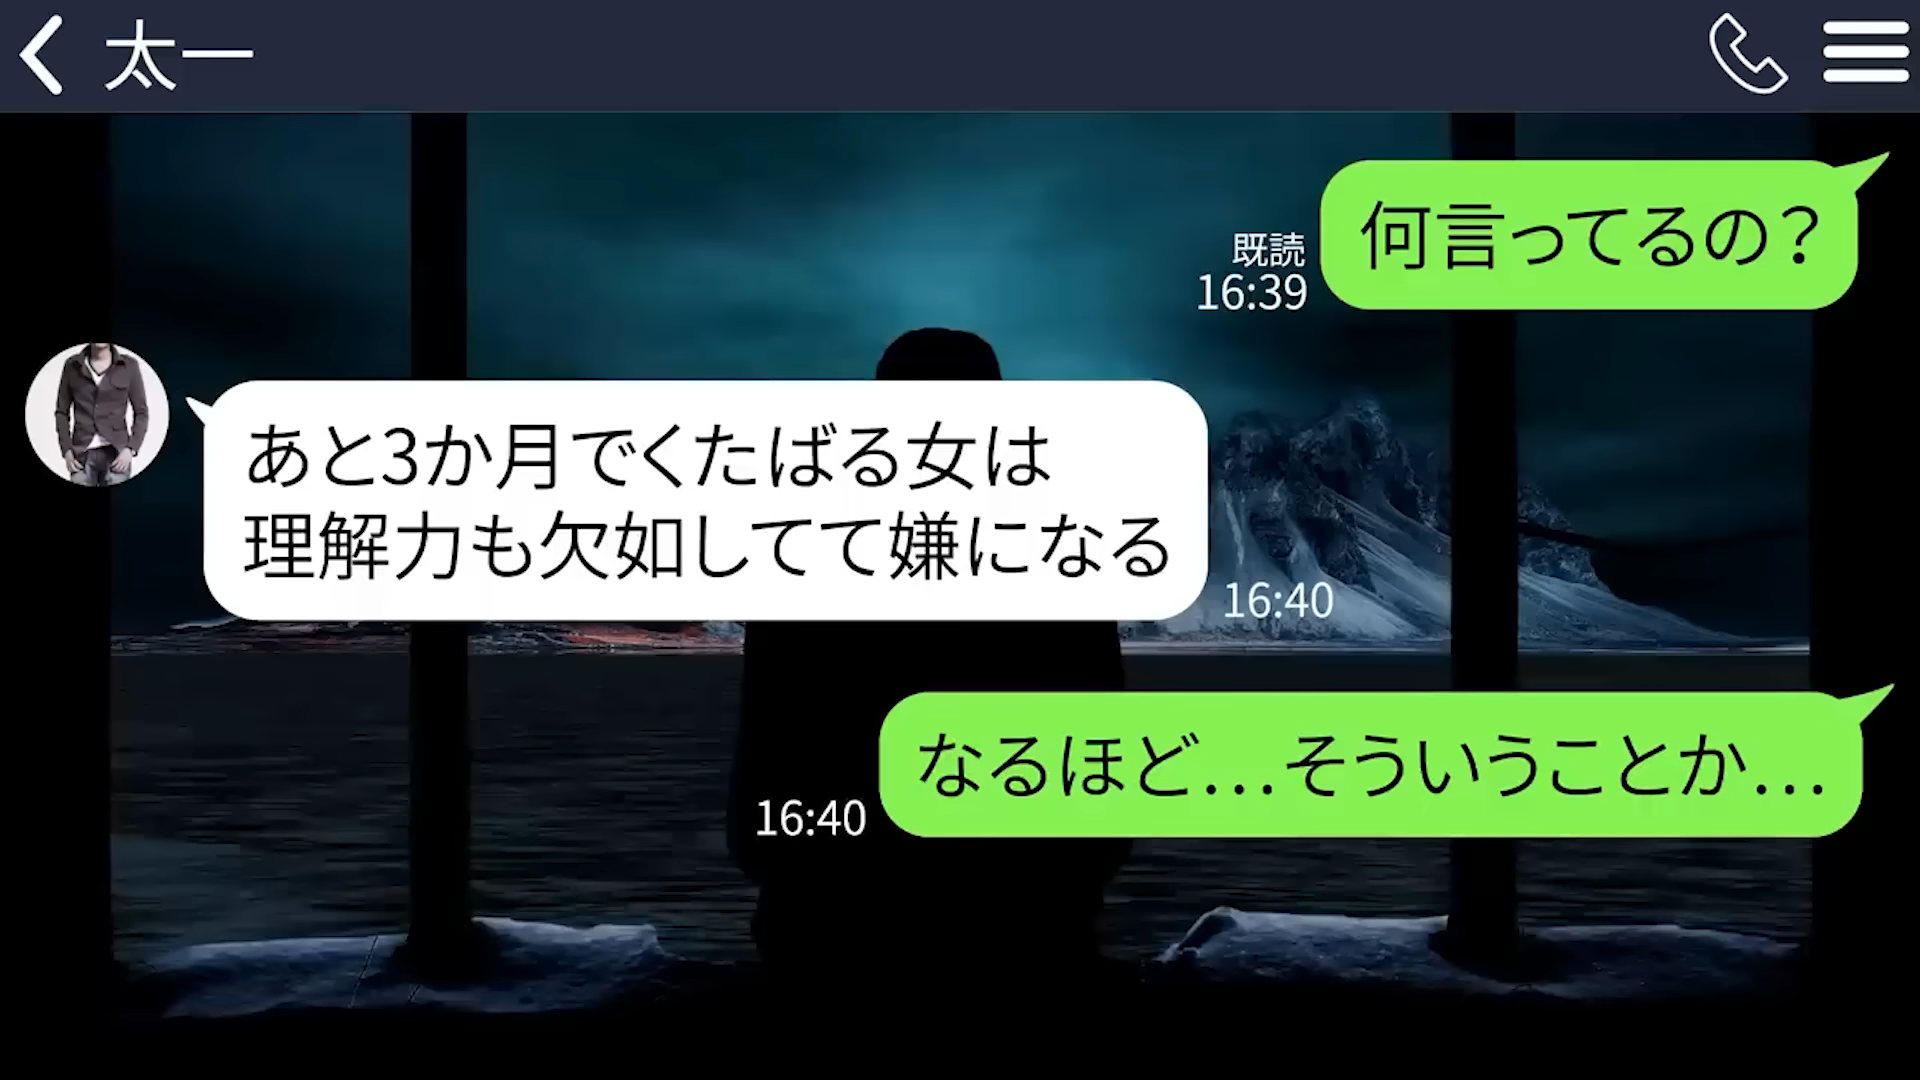 太一
何言ってるの？
既読
16:39
あと3か月でくたばる女は
理解力も欠如してて嫌になる
16:40
なるほど…そういうことか…
16:40